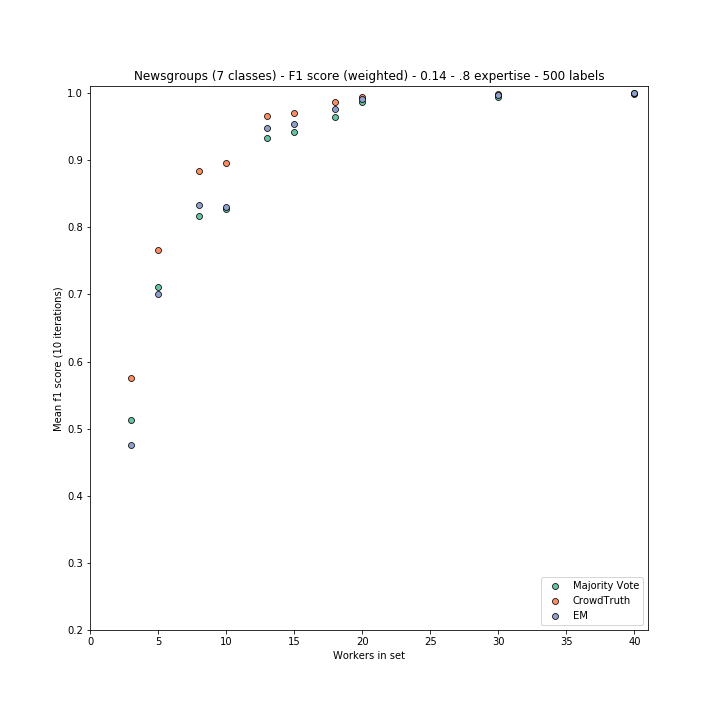 Newsgroups (7 classes) - F1 score (weighted) - 0.14 - .8 expertise - 500 labels
Mean f1 score (10 iterations)
1.0
0.9
0.8
0.7
0.6
0.5
0.4
0.3
0.2
Majority Vote
CrowdTruth
EM
0 5 10 15 20 25 30 35 40
Workers in set